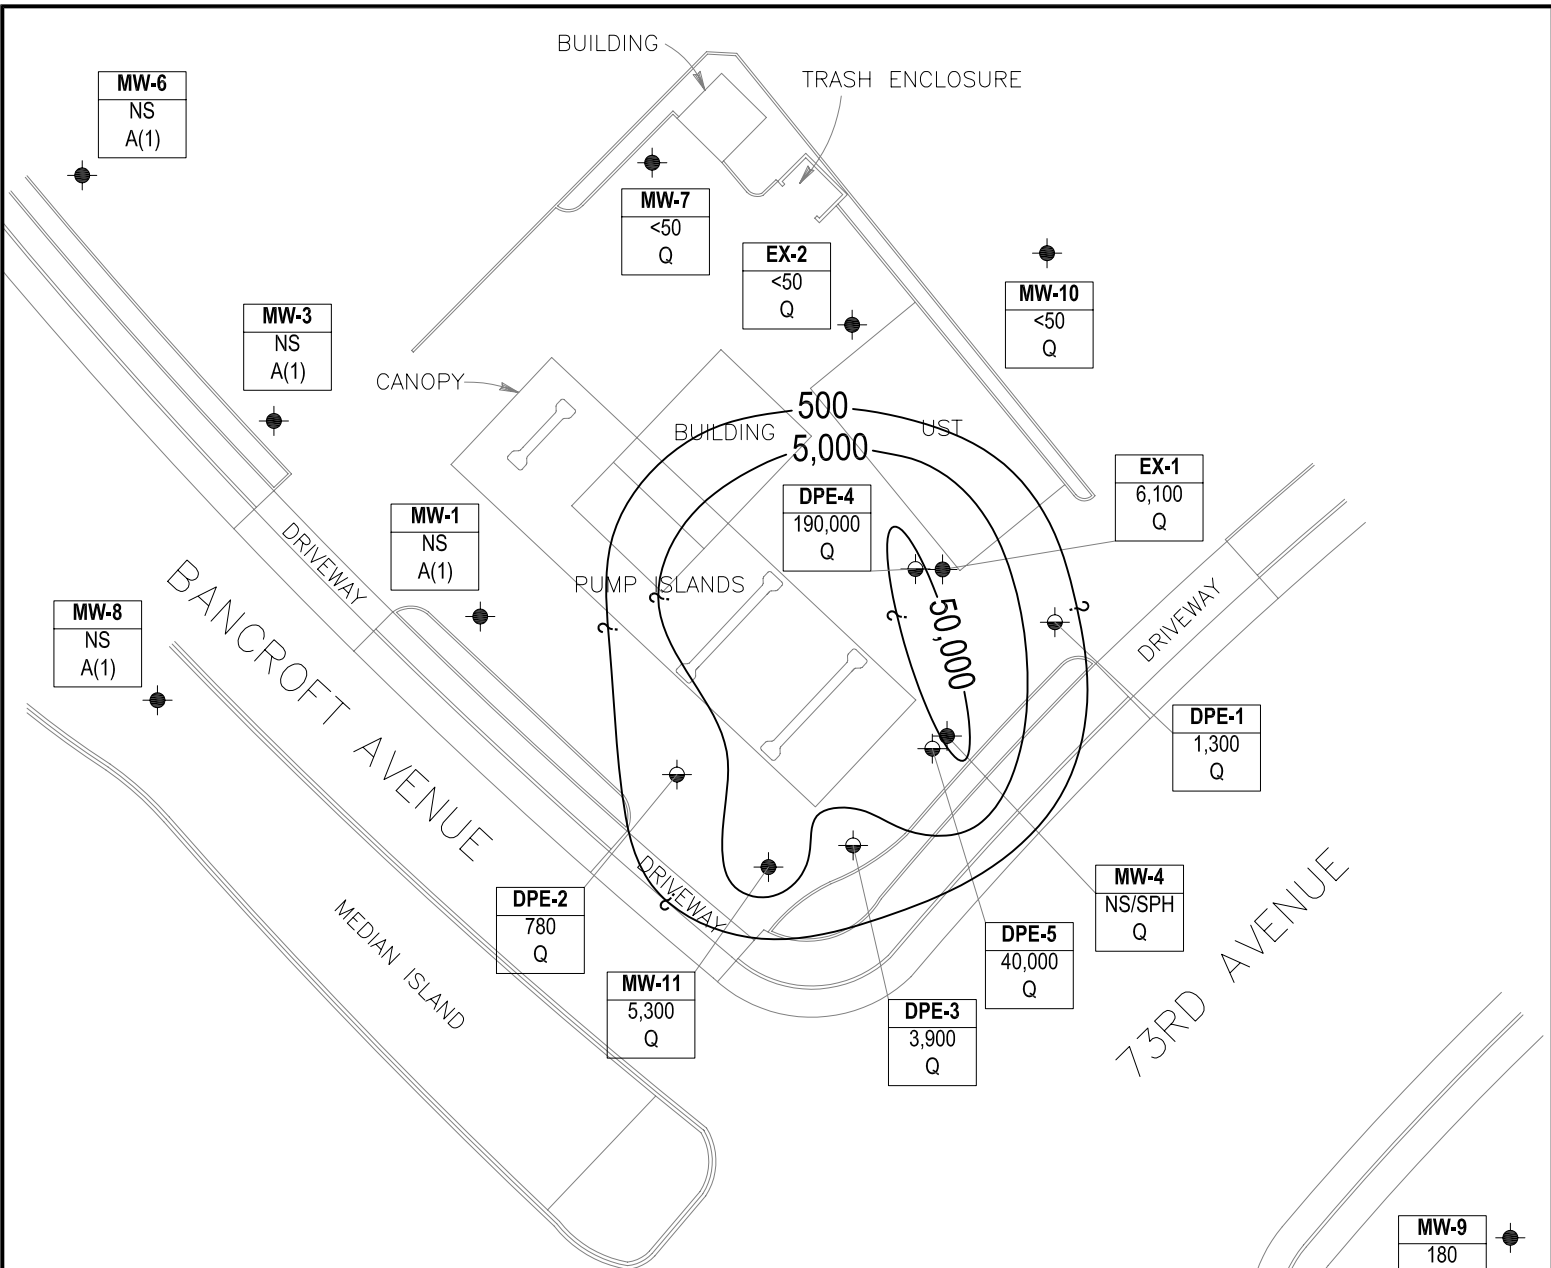 BUILDING
TRASH ENCLOSURE
MW-6
NS
A(1)
MW-7
<50
Q
EX-2
<50
Q
MW-10
<50
Q
MW-3
NS
A(1)
CANOPY
500
BUILDING
UST
5,000
EX-1
6,100
Q
DPE-4
190,000
Q
MW-1
NS
A(1)
DRIVEWAY
PUMP ISLANDS
?
?
?
?
50,000
DRIVEWAY
MW-8
NS
A(1)
BANCROFT AVENUE
DPE-1
1,300
Q
DRIVEWAY
?
MW-4
NS/SPH
Q
DPE-2
780
Q
MEDIAN ISLAND
DPE-5
40,000
Q
73RD AVENUE
MW-11
5,300
Q
DPE-3
3,900
Q
MW-9
180